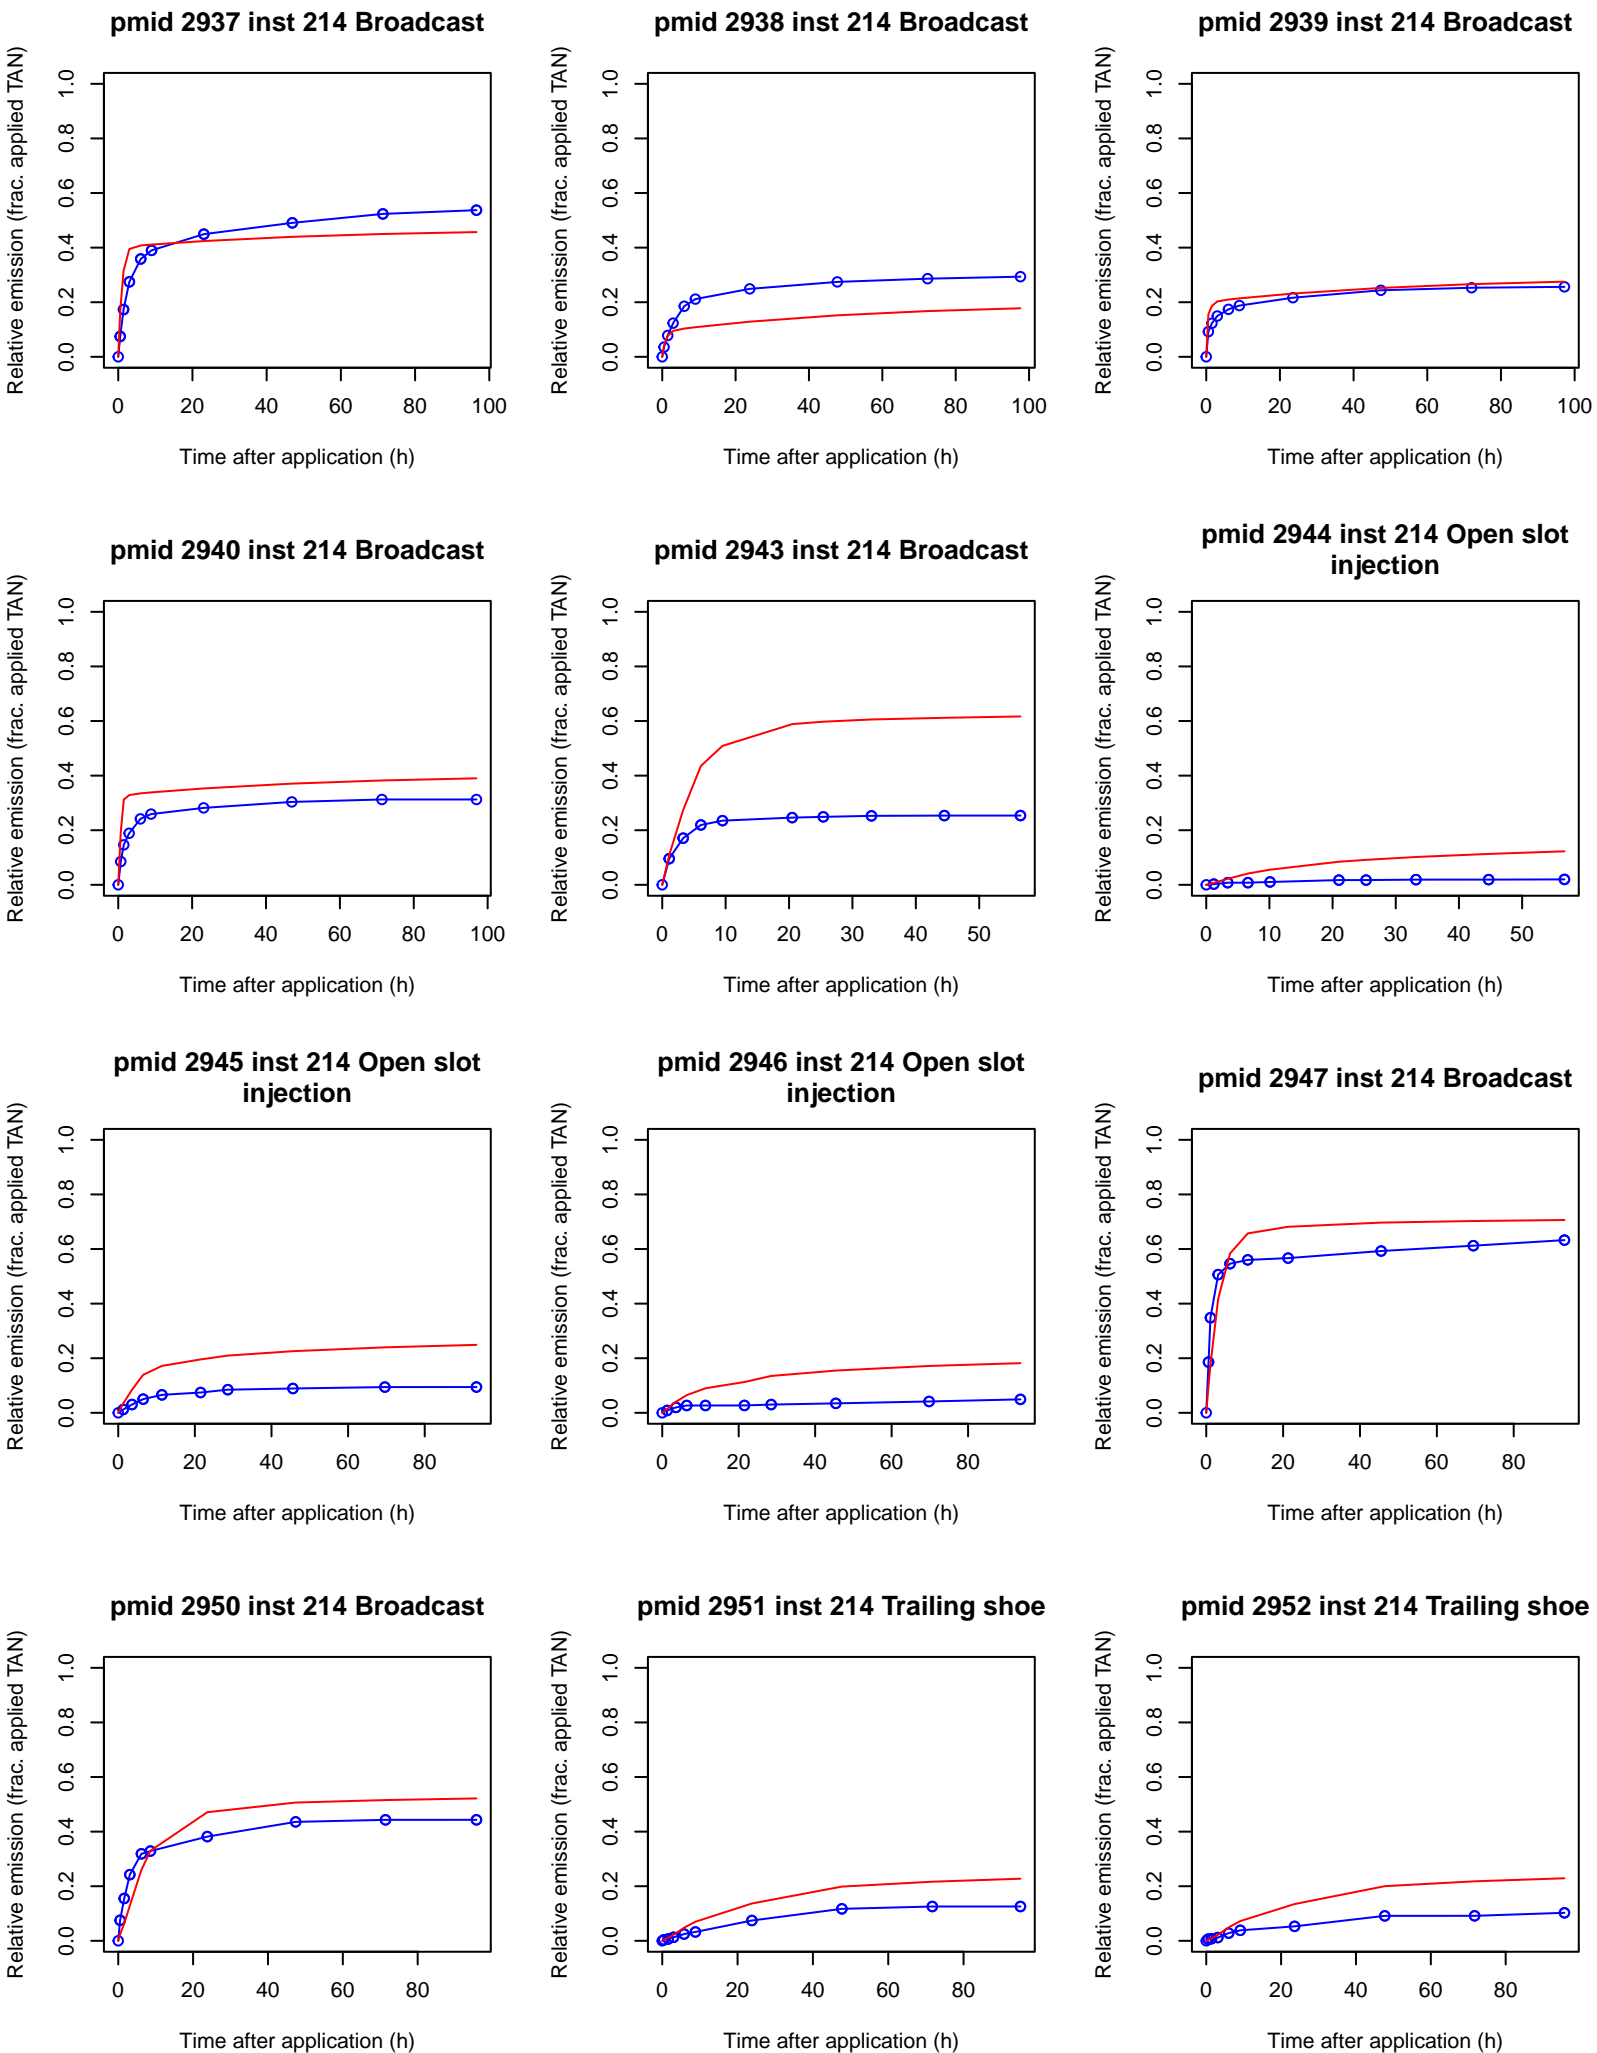 pmid 2937 inst 214 Broadcast
Relative emission (frac. applied TAN)
0.0 0.2 0.4 0.6 0.8 1.0
0 20 40 60 80 100
Time after application (h)
pmid 2938 inst 214 Broadcast
Relative emission (frac. applied TAN)
0.0 0.2 0.4 0.6 0.8 1.0
0 20 40 60 80 100
Time after application (h)
pmid 2939 inst 214 Broadcast
Relative emission (frac. applied TAN)
0.0 0.2 0.4 0.6 0.8 1.0
0 20 40 60 80 100
Time after application (h)
pmid 2940 inst 214 Broadcast
Relative emission (frac. applied TAN)
0.0 0.2 0.4 0.6 0.8 1.0
0 20 40 60 80 100
Time after application (h)
pmid 2943 inst 214 Broadcast
Relative emission (frac. applied TAN)
0.0 0.2 0.4 0.6 0.8 1.0
0 10 20 30 40 50
Time after application (h)
pmid 2944 inst 214 Open slot
injection
Relative emission (frac. applied TAN)
0.0 0.2 0.4 0.6 0.8 1.0
0 10 20 30 40 50
Time after application (h)
pmid 2945 inst 214 Open slot
injection
Relative emission (frac. applied TAN)
0.0 0.2 0.4 0.6 0.8 1.0
0 20 40 60 80
Time after application (h)
pmid 2946 inst 214 Open slot
injection
Relative emission (frac. applied TAN)
0.0 0.2 0.4 0.6 0.8 1.0
0 20 40 60 80
Time after application (h)
pmid 2947 inst 214 Broadcast
Relative emission (frac. applied TAN)
0.0 0.2 0.4 0.6 0.8 1.0
0 20 40 60 80
Time after application (h)
pmid 2950 inst 214 Broadcast
Relative emission (frac. applied TAN)
0.0 0.2 0.4 0.6 0.8 1.0
0 20 40 60 80
Time after application (h)
pmid 2951 inst 214 Trailing shoe
Relative emission (frac. applied TAN)
0.0 0.2 0.4 0.6 0.8 1.0
0 20 40 60 80
Time after application (h)
pmid 2952 inst 214 Trailing shoe
Relative emission (frac. applied TAN)
0.0 0.2 0.4 0.6 0.8 1.0
0 20 40 60 80
Time after application (h)